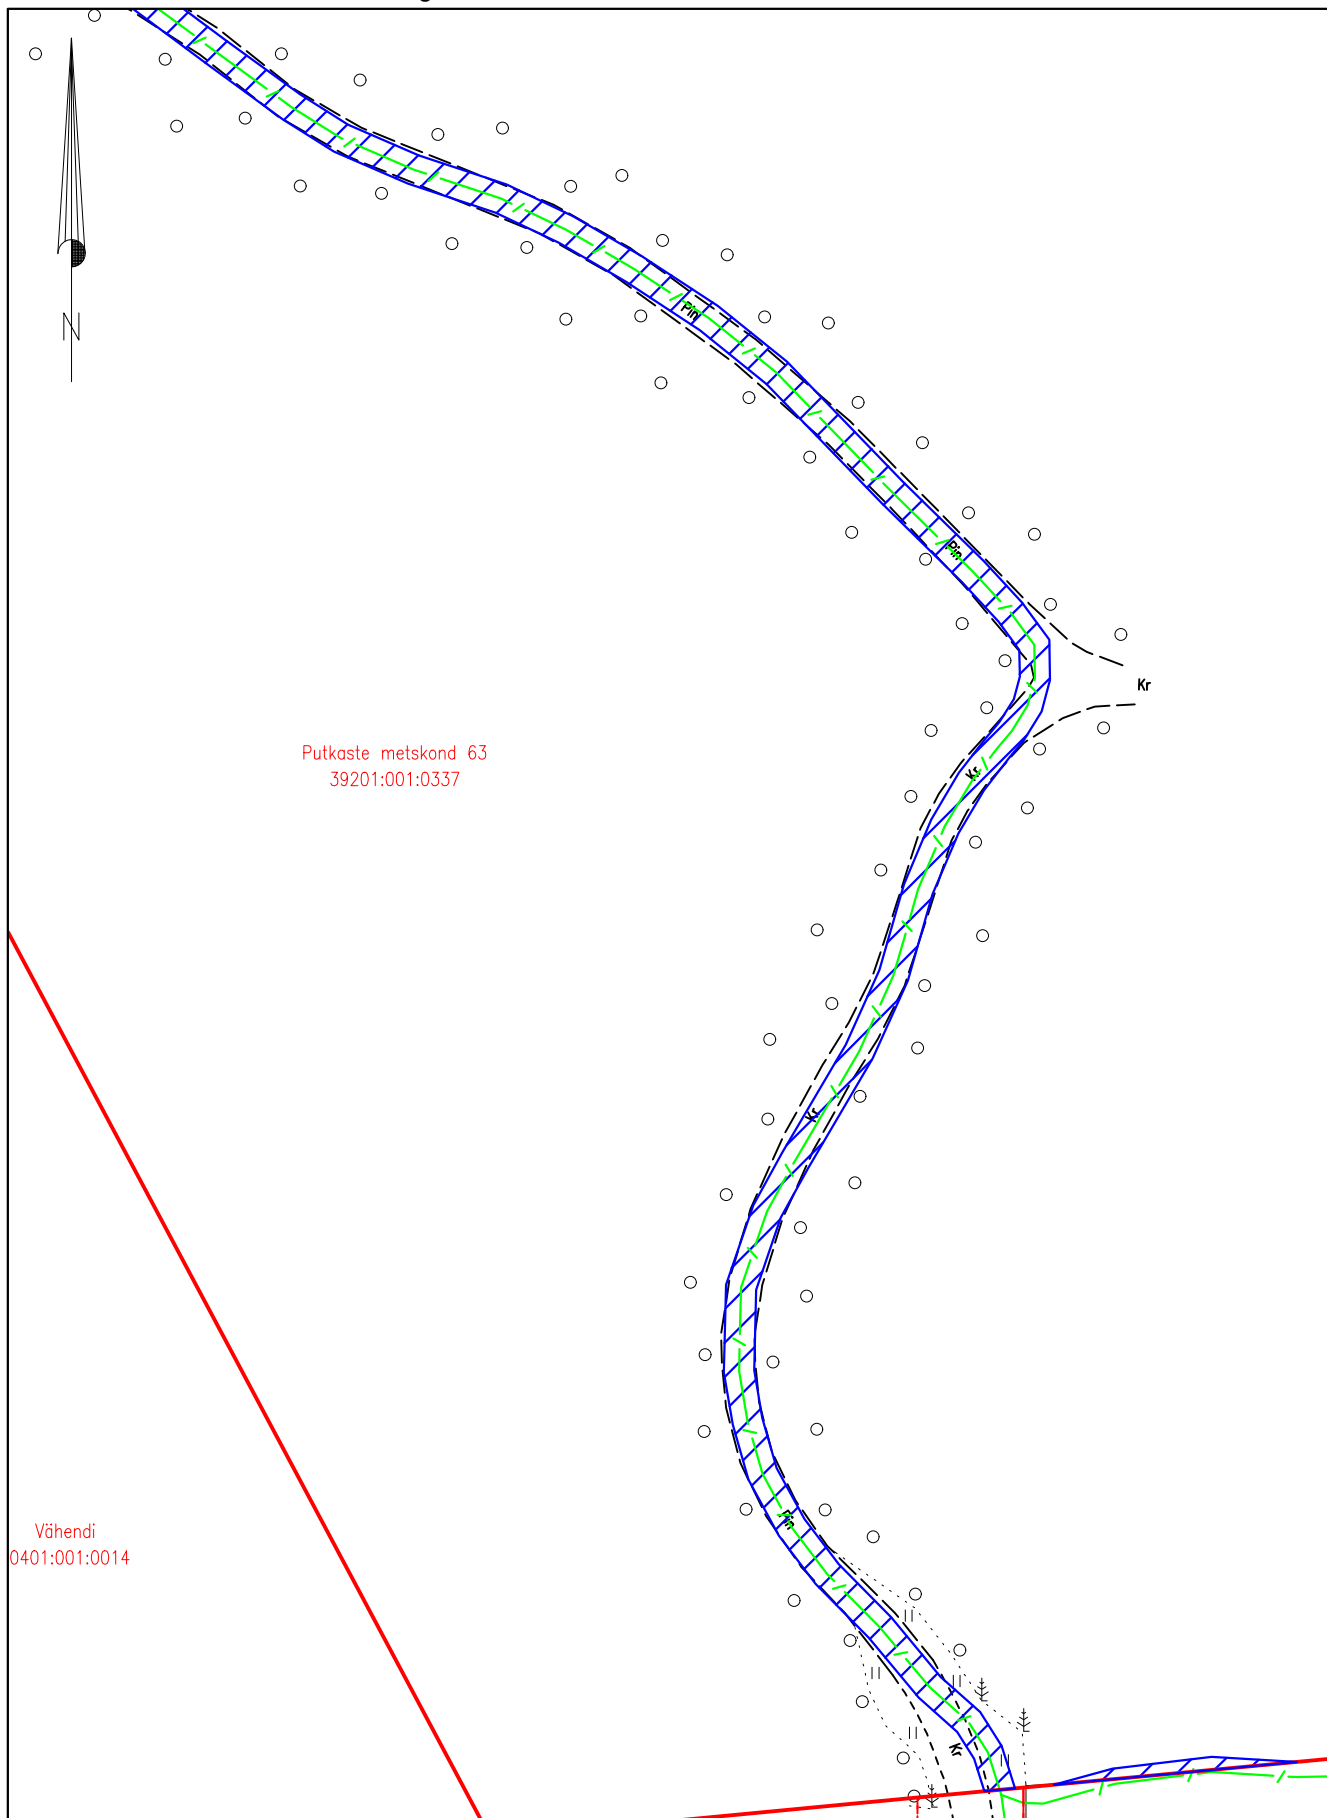 N
Pin
Pin
Kr
Putkaste metskond 63
39201:001:0337
Kr
Kr
Pin
Vähendi
0401:001:0014
Kr